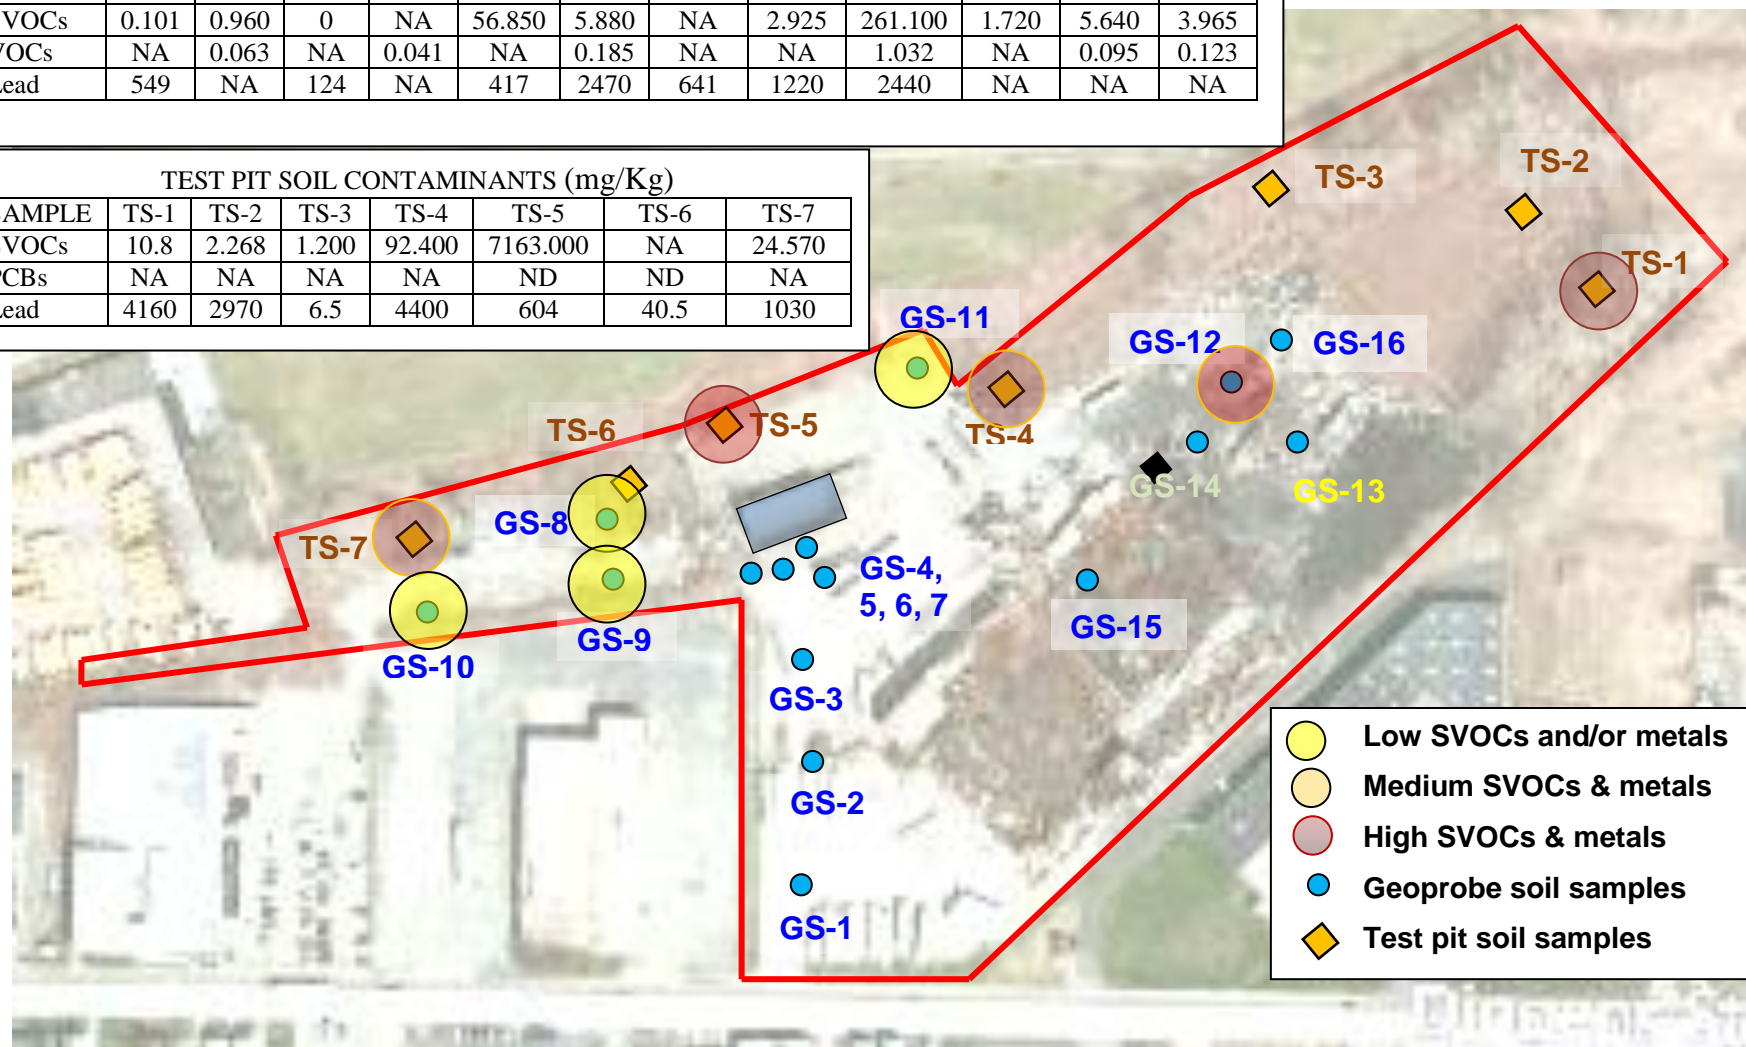 VOCs 0.101 0.960 0 NA 56.850 5.880 NA 2.925 261.100 1.720 5.640 3.965
VOCs NA 0.063 NA 0.041 NA 0.185 NA NA 1.032 NA 0.095 0.123
ead 549 NA 124 NA 417 2470 641 1220 2440 NA NA NA
TEST PIT SOIL CONTAMINANTS (mg/Kg)
AMPLE TS-1 TS-2 TS-3 TS-4 TS-5 TS-6 TS-7
VOCs 10.8 2.268 1.200 92.400 7163.000 NA 24.570
PCBs NA NA NA NA ND ND NA
ead 4160 2970 6.5 4400 604 40.5 1030
TS-3
TS-2
TS-1
GS-11
GS-12
GS-16
TS-6
TS-5
TS-4
GS-14
GS-13
GS-8
TS-7
GS-4,
5, 6, 7
GS-9
GS-15
GS-10
GS-3
GS-2
GS-1
Low SVOCs and/or metals
Medium SVOCs & metals
High SVOCs & metals
Geoprobe soil samples
Test pit soil samples